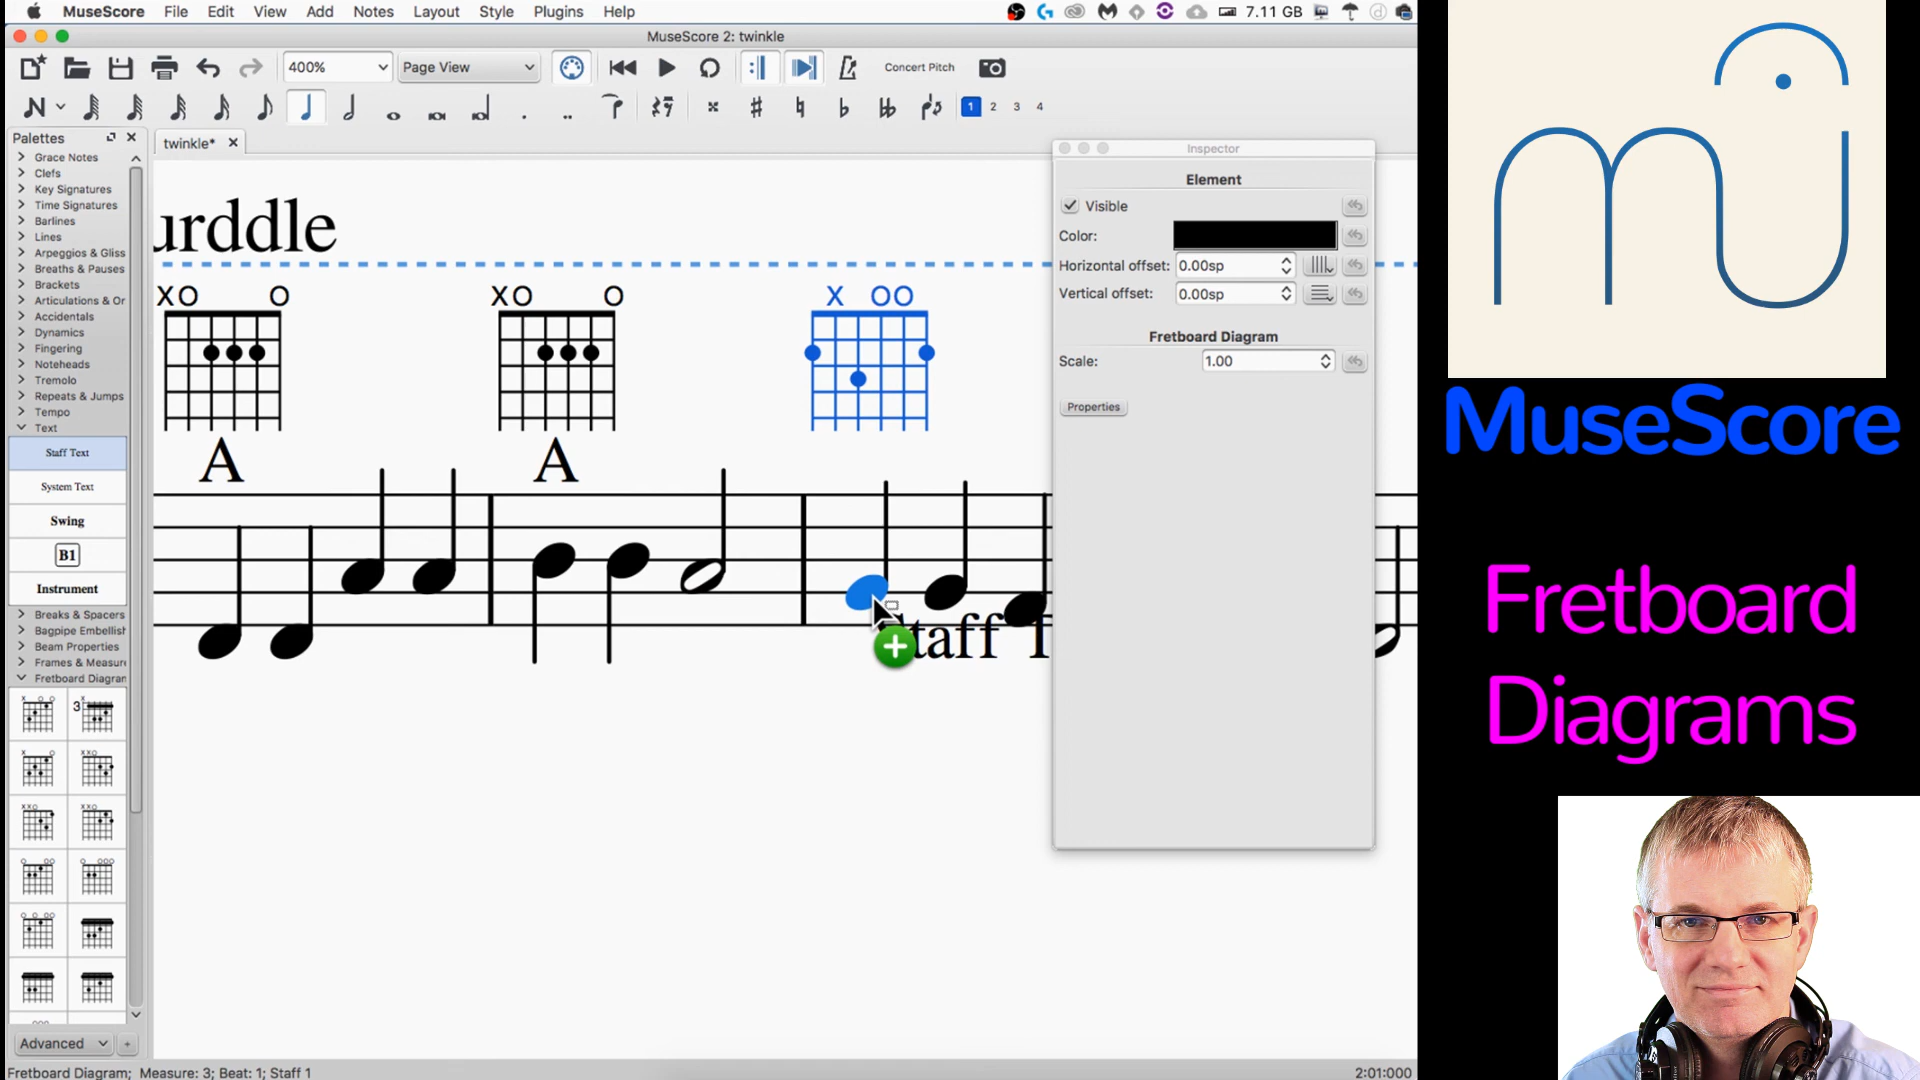 MuseScore File Edit View Add Notes Layout Style Plugins Help 7.11 GB
MuseScore 2: twinkle
400% Page View Concert Pitch
1 2 3 4
Palettes
twinkle*
Inspector
Grace Notes
Clefs
Key Signatures
Time Signatures
Barlines
Lines
Arpeggios & Gliss
Breaths & Pauses
Brackets
Articulations & Or
Accidentals
Dynamics
Fingering
Noteheads
Tremolo
Repeats & Jumps
Tempo
Text
Staff Text
System Text
Swing
B1
Instrument
Breaks & Spacers
Bagpipe Embellish
Beam Properties
Frames & Measure
Fretboard Diagram
3
Advanced
+
urddle
XO O XO O X OO
A A
Staff T
Element
Visible
Color:
Horizontal offset: 0.00sp
Vertical offset: 0.00sp
Fretboard Diagram
Scale: 1.00
Properties
Fretboard Diagram; Measure: 3; Beat: 1; Staff 1
2:01:000
mu
MuseScore
Fretboard
Diagrams